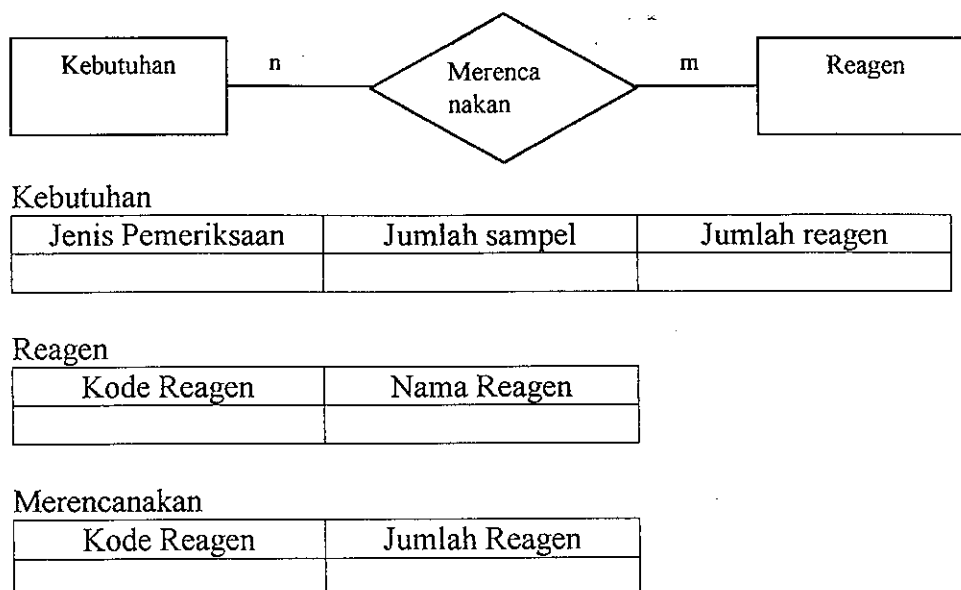 Kebutuhan n Merenca m Reagen
nakan
Kebutuhan
Jenis Pemeriksaan Jumlah sampel Jumlah reagen
Reagen
Kode Reagen Nama Reagen
Merencanakan
Kode Reagen Jumlah Reagen